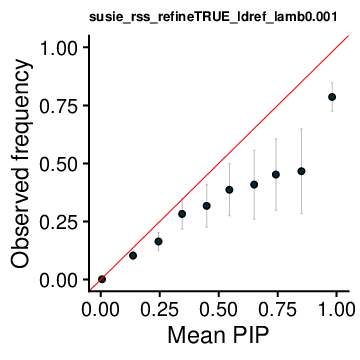 susie_rss_refineTRUE_ldref_lamb0.001
Observed frequency
1.00
0.75
0.50
0.25
0.00
0.00 0.25 0.50 0.75 1.00
Mean PIP